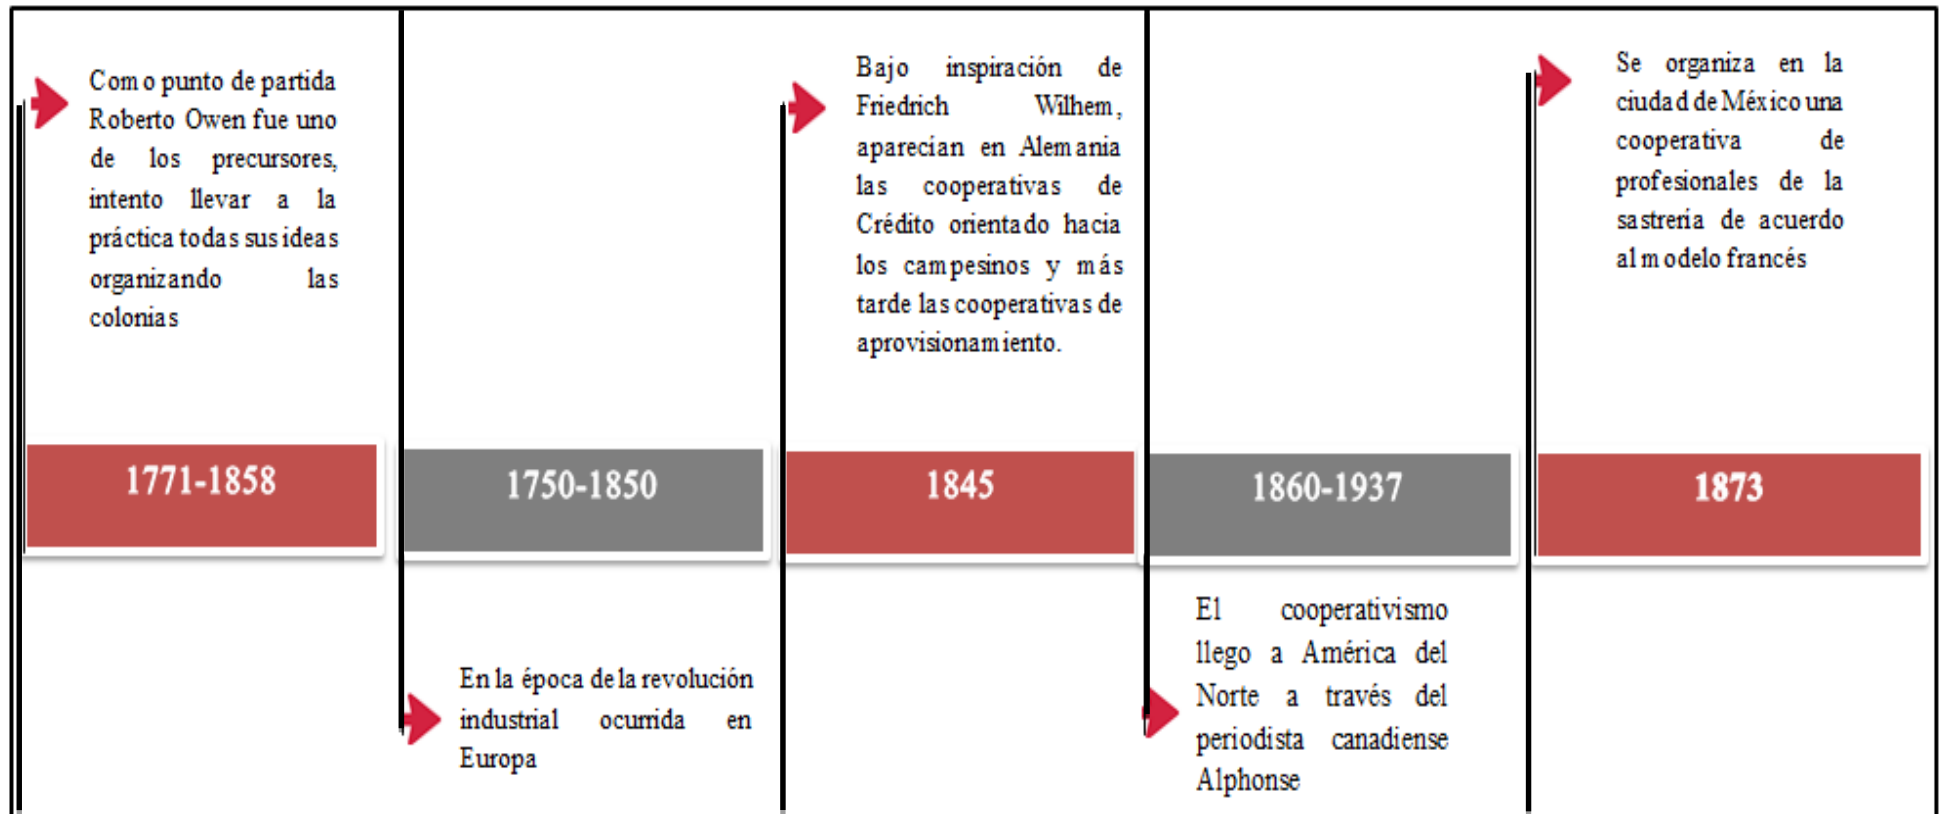 Como punto de partida
Roberto Owen fue uno
de los precursores,
intento llevar a la
práctica todas sus ideas
organizando las
colonias
1771-1858
1750-1850
En la época de la revolución
industrial ocurrida en
Europa
Bajo inspiración de
Friedrich Wilhem,
aparecían en Alemania
las cooperativas de
Crédito orientado hacia
los campesinos y más
tarde las cooperativas de
aprovisionamiento.
1845
1860-1937
El cooperativismo
llego a América del
Norte a través del
periodista canadiense
Alphonse
Se organiza en la
ciudad de México una
cooperativa de
profesionales de la
sastreria de acuerdo
al modelo francés
1873